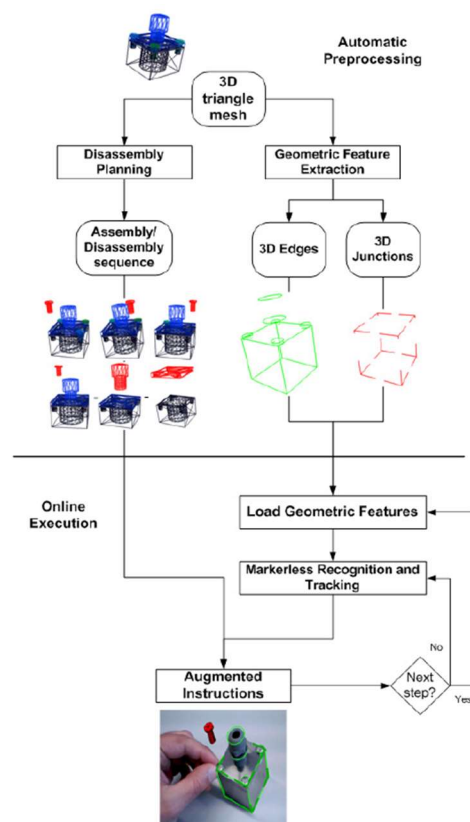 Automatic
Preprocessing
3D
triangle
mesh
Disassembly
Planning
Geometric Feature
Extraction
Assembly/
Disassembly
sequence
3D Edges
3D
Junctions
Online
Execution
Load Geometric Features
Markerless Recognition and
Tracking
No
Augmented
Instructions
Next
step?
Yes